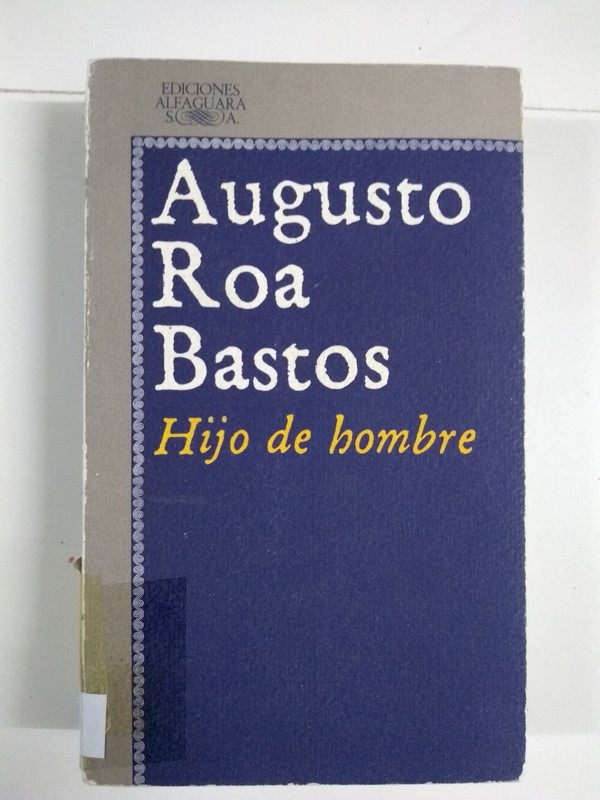 EDICIONES
ALFAGUARA
S. A.
Augusto
Roa
Bastos
Hijo de hombre